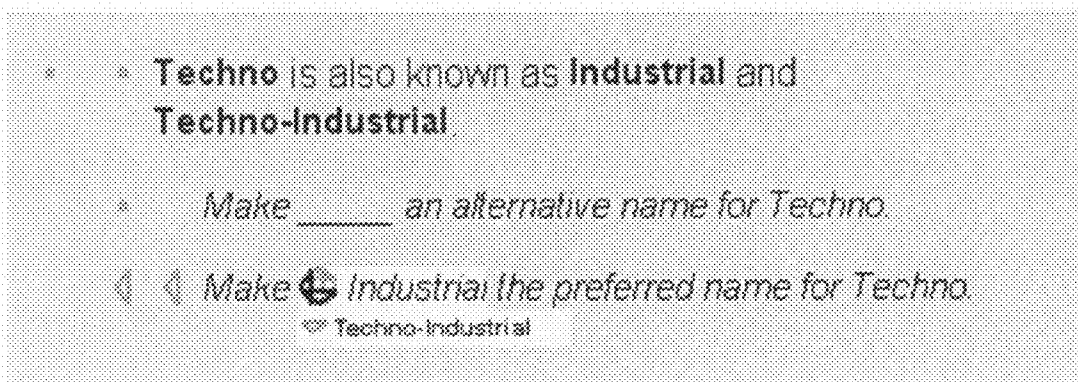 Techno is also known as Industrial and
Techno-Industrial.
Make _____ an alternative name for Techno.
Make Industrial the preferred name for Techno.
Techno-Industrial